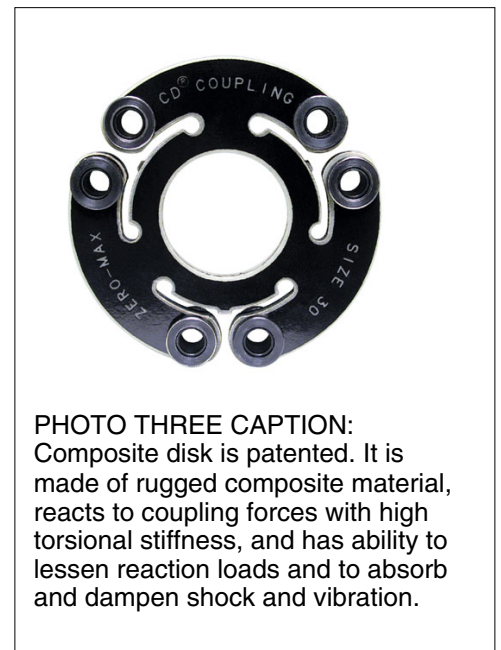 CD® COUPLING
ZERO-MAX
SIZE 30
PHOTO THREE CAPTION:
Composite disk is patented. It is
made of rugged composite material,
reacts to coupling forces with high
torsional stiffness, and has ability to
lessen reaction loads and to absorb
and dampen shock and vibration.